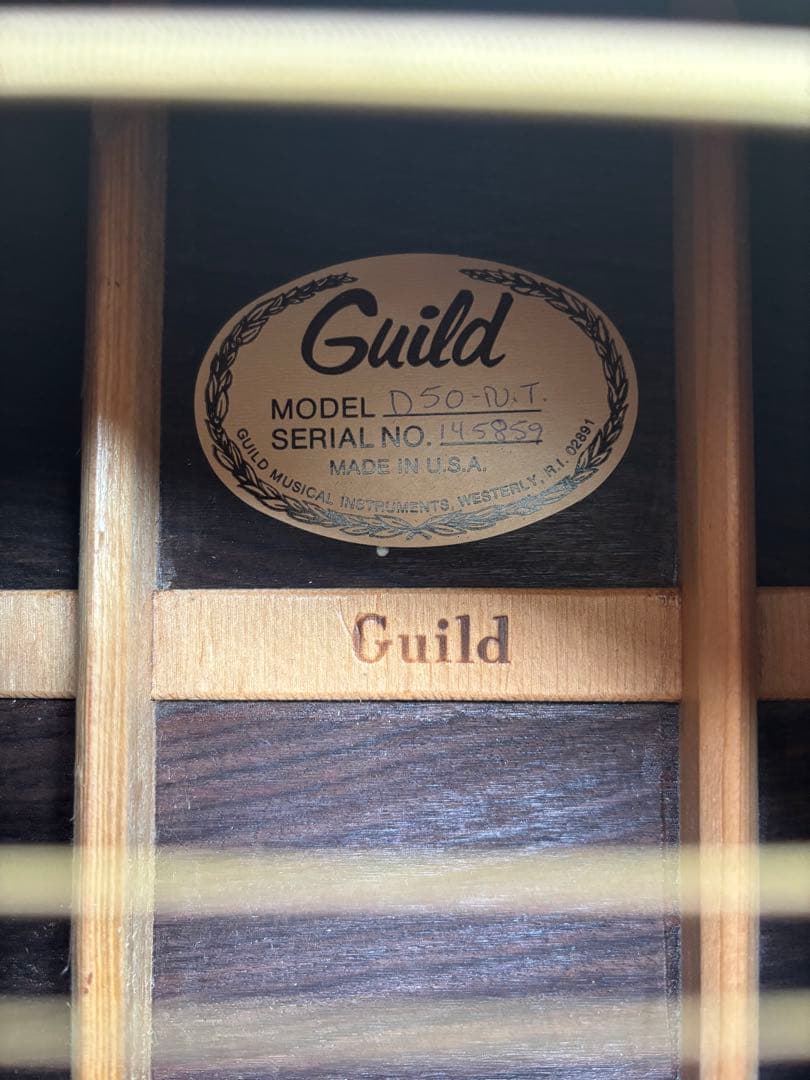 Guild
MODEL D50-N.T.
SERIAL NO. 145859
MADE IN U.S.A.
GUILD MUSICAL INSTRUMENTS, WESTERLY, R.I. 02891
Guild